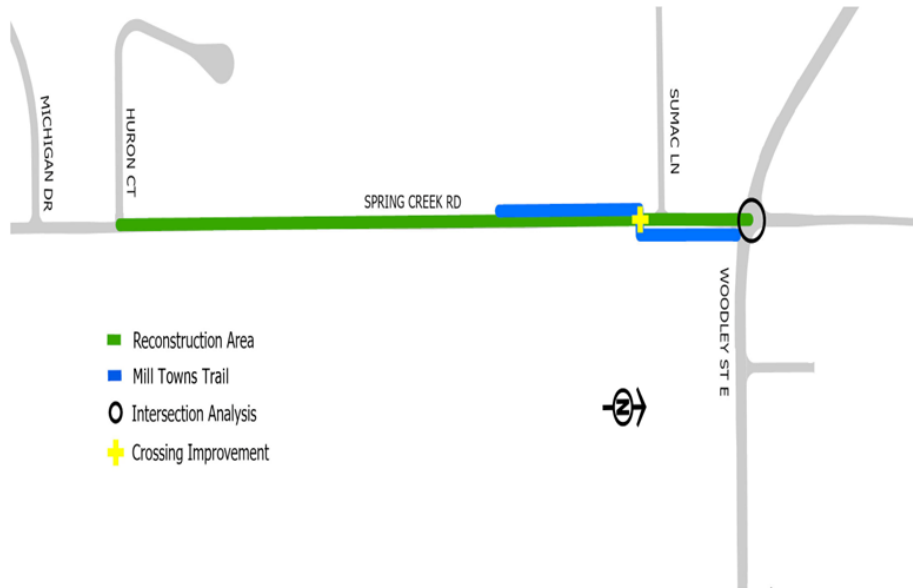 MICHIGAN DR
HURON CT
SPRING CREEK RD
SUMAC LN
WOODLEY ST E
Reconstruction Area
Mill Towns Trail
Intersection Analysis
Crossing Improvement
N